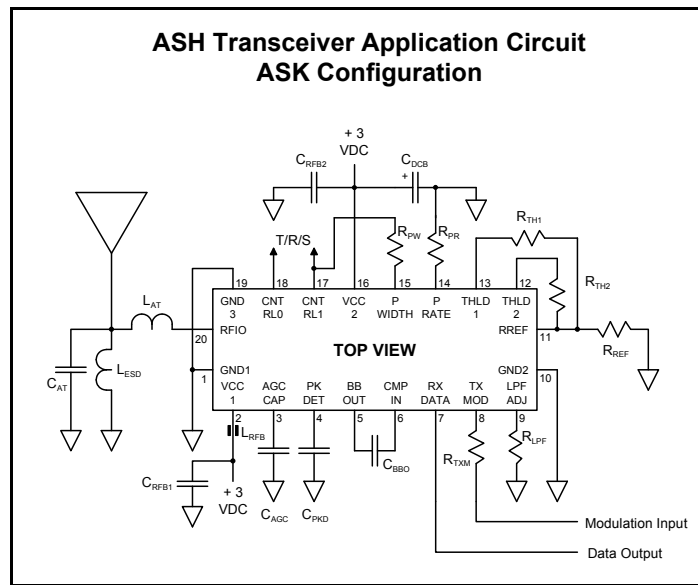 ASH Transceiver Application Circuit
ASK Configuration
+ 3
VDC
CRFB2
CDCB
+
T/R/S
RPW
RPR
RTH1
RTH2
19
18
17
16
15
14
13
12
GND
3
CNT
RL0
CNT
RL1
VCC
2
P
WIDTH
P
RATE
THLD
1
THLD
2
LAT
20
RFIO
RREF
11
TOP VIEW
RREF
CAT
LESD
GND1
1
GND2
10
VCC
1
AGC
CAP
PK
DET
BB
OUT
CMP
IN
RX
DATA
TX
MOD
LPF
ADJ
2
3
4
5
6
7
8
9
LRFB
RLPF
CBBO
RTXM
CRFB1
+ 3
VDC
CAGC
CPKD
Modulation Input
Data Output